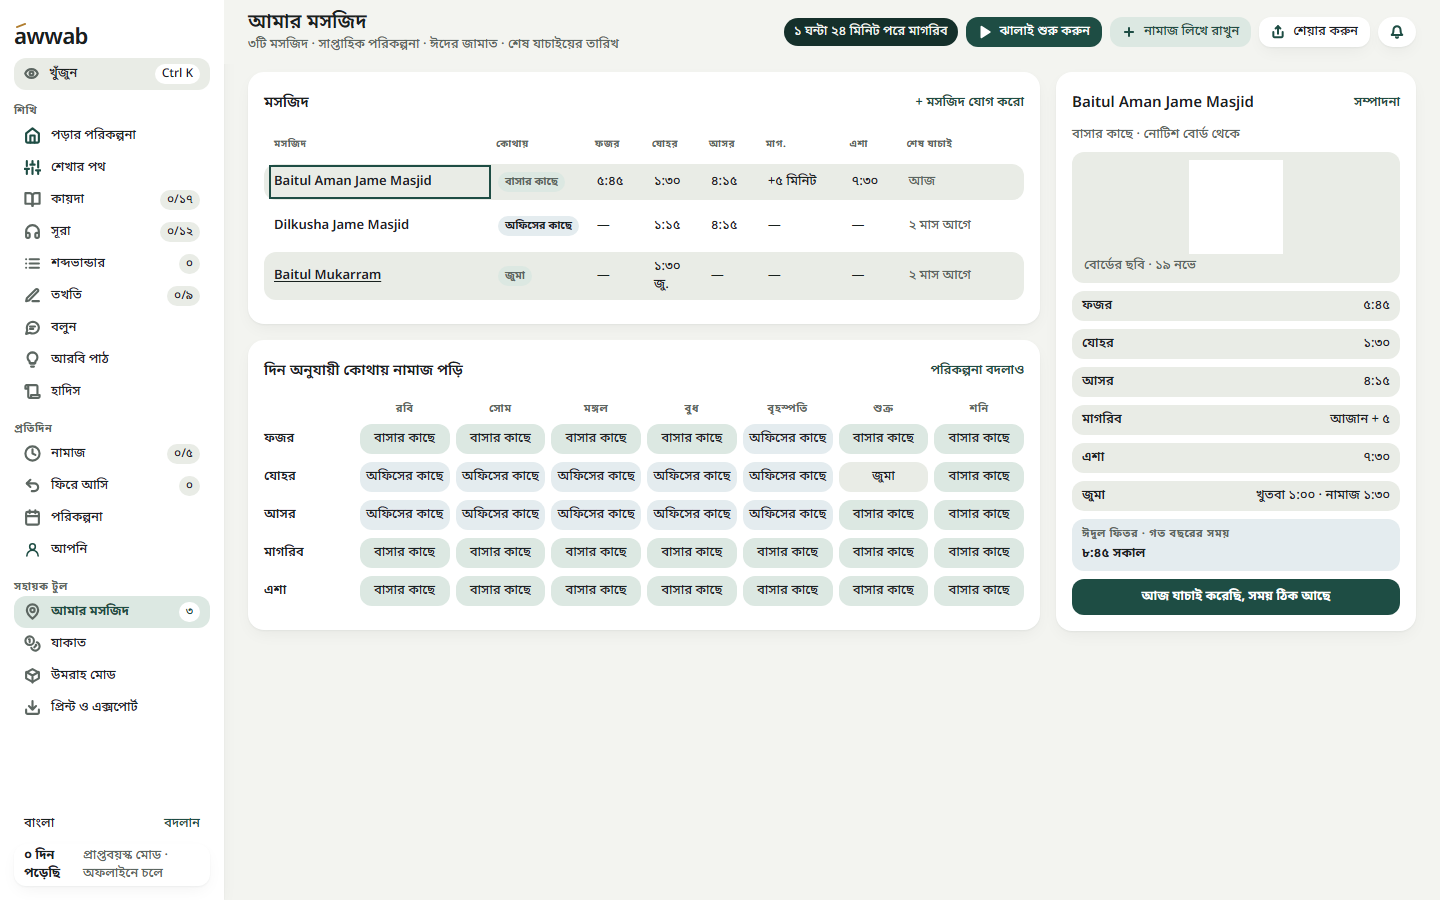 awwab
খুঁজুন Ctrl K
শিখি
পড়ার পরিকল্পনা
শেখার পথ
কায়দা ০/১৭
সূরা ০/১২
শব্দভান্ডার ০
তখতি ০/৯
বলুন
আরবি পাঠ
হাদিস
প্রতিদিন
নামাজ ০/৫
ফিরে আসি ০
পরিকল্পনা
আপনি
সহায়ক টুল
আমার মসজিদ ৩
যাকাত
উমরাহ মোড
প্রিন্ট ও এক্সপোর্ট
বাংলা বদলান
০ দিন পড়েছি
প্রাপ্তবয়স্ক মোড · অফলাইনে চলে
আমার মসজিদ
৩টি মসজিদ · সাপ্তাহিক পরিকল্পনা · ঈদের জামাত · শেষ যাচাইয়ের তারিখ
১ ঘন্টা ২৪ মিনিট পরে মাগরিব ঝালাই শুরু করুন + নামাজ লিখে রাখুন শেয়ার করুন
মসজিদ + মসজিদ যোগ করো
মসজিদ কোথায় ফজর যোহর আসর মাগ. এশা শেষ যাচাই
Baitul Aman Jame Masjid বাসার কাছে ৫:৪৫ ১:৩০ ৪:১৫ +৫ মিনিট ৭:৩০ আজ
Dilkusha Jame Masjid অফিসের কাছে — ১:১৫ ৪:১৫ — — ২ মাস আগে
Baitul Mukarram জুমা — ১:৩০ জু. — — — ২ মাস আগে
দিন অনুযায়ী কোথায় নামাজ পড়ি পরিকল্পনা বদলাও
রবি সোম মঙ্গল বুধ বৃহস্পতি শুক্র শনি
ফজর বাসার কাছে বাসার কাছে বাসার কাছে বাসার কাছে অফিসের কাছে বাসার কাছে বাসার কাছে
যোহর অফিসের কাছে অফিসের কাছে অফিসের কাছে অফিসের কাছে অফিসের কাছে জুমা বাসার কাছে
আসর অফিসের কাছে অফিসের কাছে অফিসের কাছে অফিসের কাছে অফিসের কাছে বাসার কাছে বাসার কাছে
মাগরিব বাসার কাছে বাসার কাছে বাসার কাছে বাসার কাছে বাসার কাছে বাসার কাছে বাসার কাছে
এশা বাসার কাছে বাসার কাছে বাসার কাছে বাসার কাছে বাসার কাছে বাসার কাছে বাসার কাছে
Baitul Aman Jame Masjid সম্পাদনা
বাসার কাছে · নোটিশ বোর্ড থেকে
বোর্ডের ছবি · ১৯ নভে
ফজর ৫:৪৫
যোহর ১:৩০
আসর ৪:১৫
মাগরিব আজান + ৫
এশা ৭:৩০
জুমা খুতবা ১:০০ · নামাজ ১:৩০
ঈদুল ফিতর · গত বছরের সময়
৮:৪৫ সকাল
আজ যাচাই করেছি, সময় ঠিক আছে